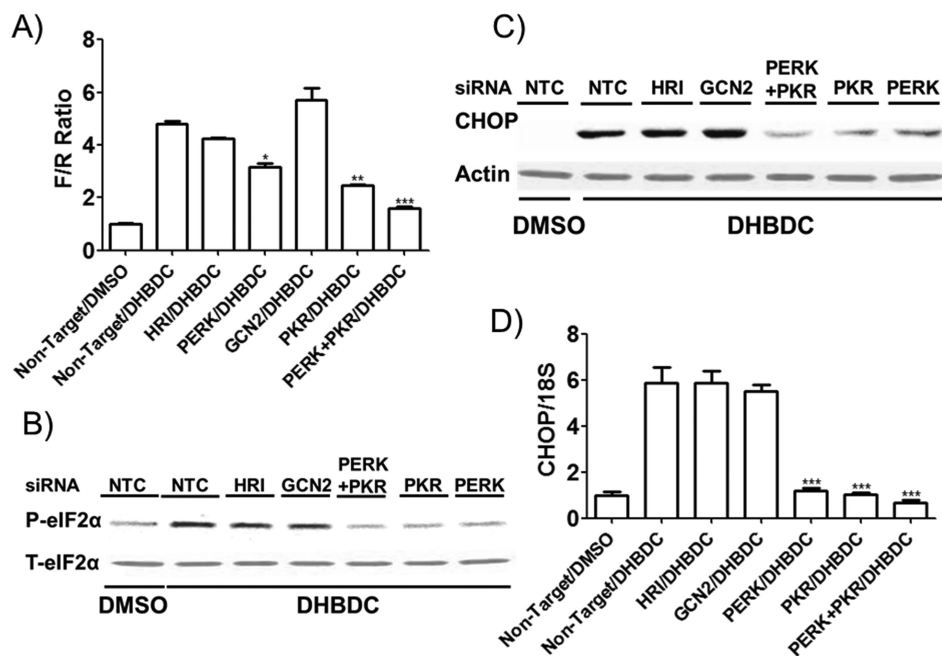 A)
F/R Ratio
8
6
4
2
0
*
**
***
Non-Target/DMSO
Non-Target/DHBDC
HRI/DHBDC
PERK/DHBDC
GCN2/DHBDC
PKR/DHBDC
PERK+PKR/DHBDC
B)
siRNA NTC NTC HRI GCN2 PERK +PKR PKR PERK
P-eIF2α
T-eIF2α
DMSO DHBDC
C)
siRNA NTC NTC HRI GCN2 PERK +PKR PKR PERK
CHOP
Actin
DMSO DHBDC
D)
CHOP/18S
8
6
4
2
0
***
***
***
Non-Target/DMSO
Non-Target/DHBDC
HRI/DHBDC
GCN2/DHBDC
PERK/DHBDC
PKR/DHBDC
PERK+PKR/DHBDC